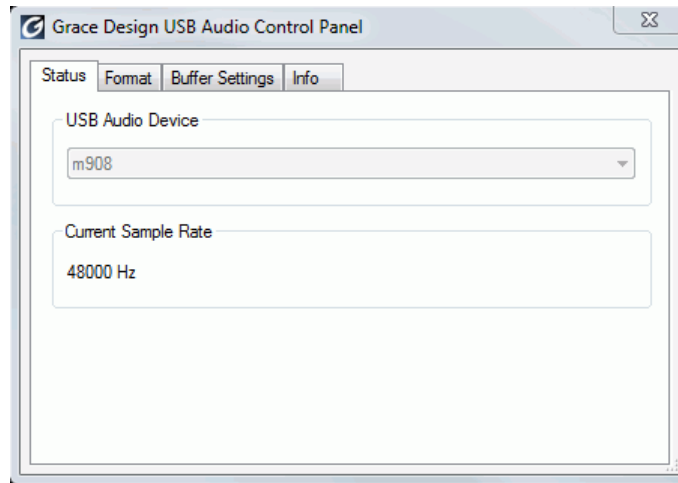 Grace Design USB Audio Control Panel
Status Format Buffer Settings Info
USB Audio Device
m908
Current Sample Rate
48000 Hz